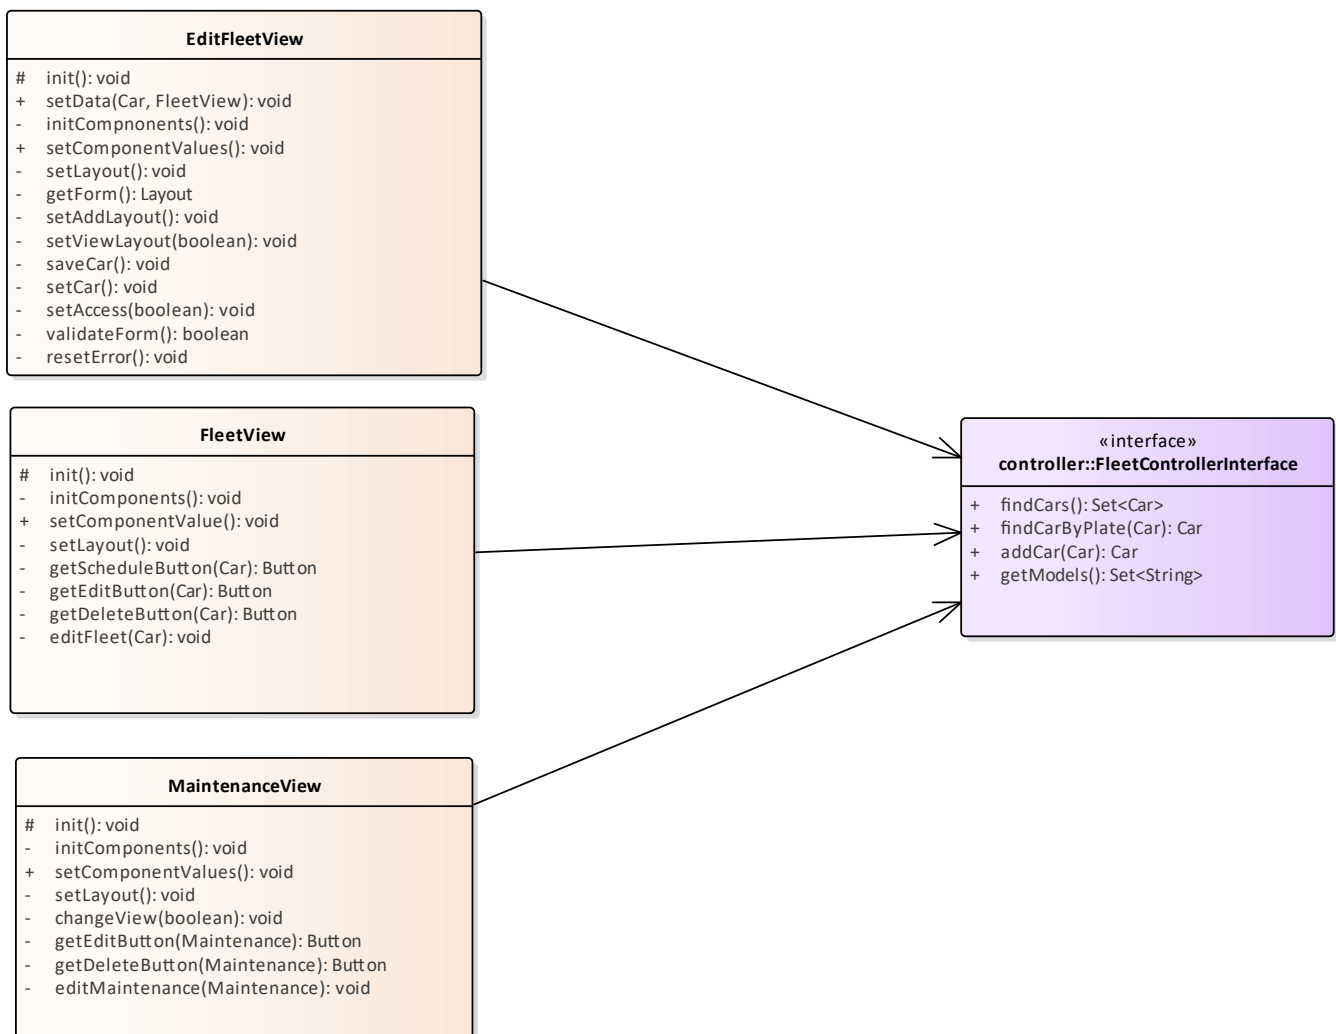 EditFleetView
# init(): void
+ setData(Car, FleetView): void
- initCompnonents(): void
+ setComponentValues(): void
- setLayout(): void
- getForm(): Layout
- setAddLayout(): void
- setViewLayout(boolean): void
- saveCar(): void
- setCar(): void
- setAccess(boolean): void
- validateForm(): boolean
- resetError(): void
FleetView
# init(): void
- initComponents(): void
+ setComponentValue(): void
- setLayout(): void
- getScheduleButton(Car): Button
- getEditButton(Car): Button
- getDeleteButton(Car): Button
- editFleet(Car): void
MaintenanceView
# init(): void
- initComponents(): void
+ setComponentValues(): void
- setLayout(): void
- changeView(boolean): void
- getEditButton(Maintenance): Button
- getDeleteButton(Maintenance): Button
- editMaintenance(Maintenance): void
«interface»
controller::FleetControllerInterface
+ findCars(): Set<Car>
+ findCarByPlate(Car): Car
+ addCar(Car): Car
+ getModels(): Set<String>